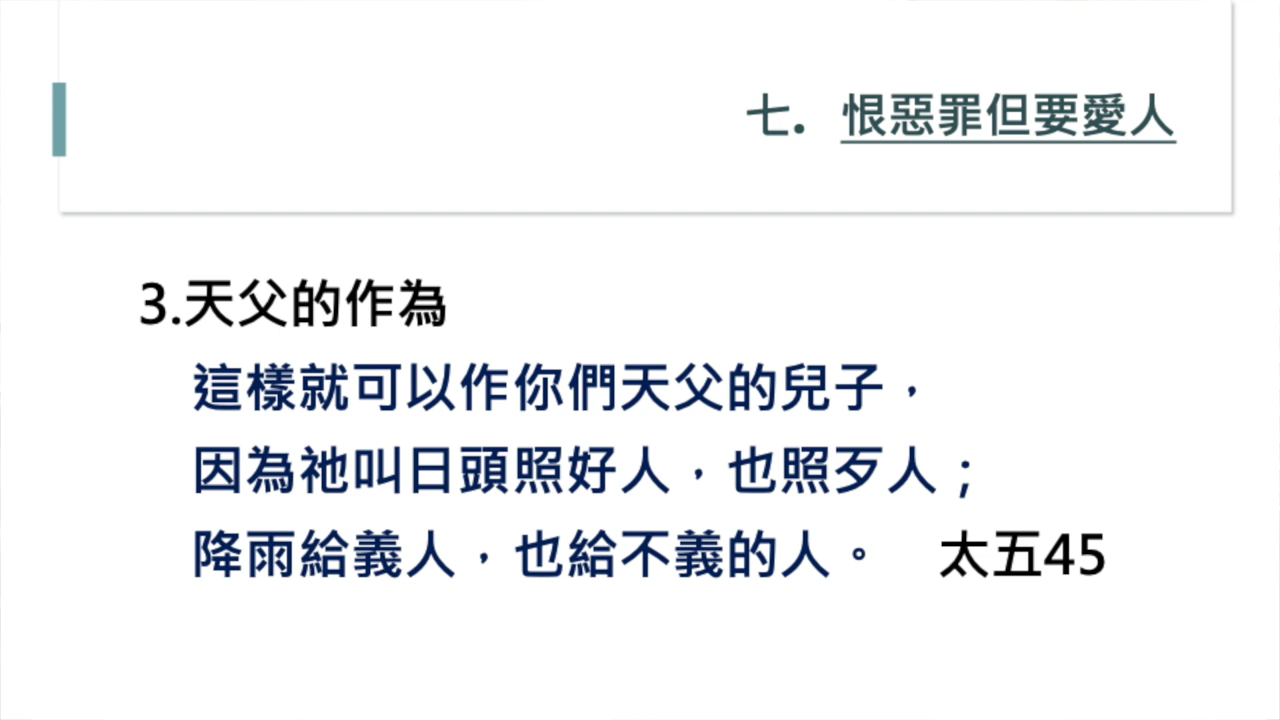 七. 恨惡罪但要愛人
3.天父的作為
這樣就可以作你們天父的兒子，
因為祂叫日頭照好人，也照歹人；
降雨給義人，也給不義的人。 太五45